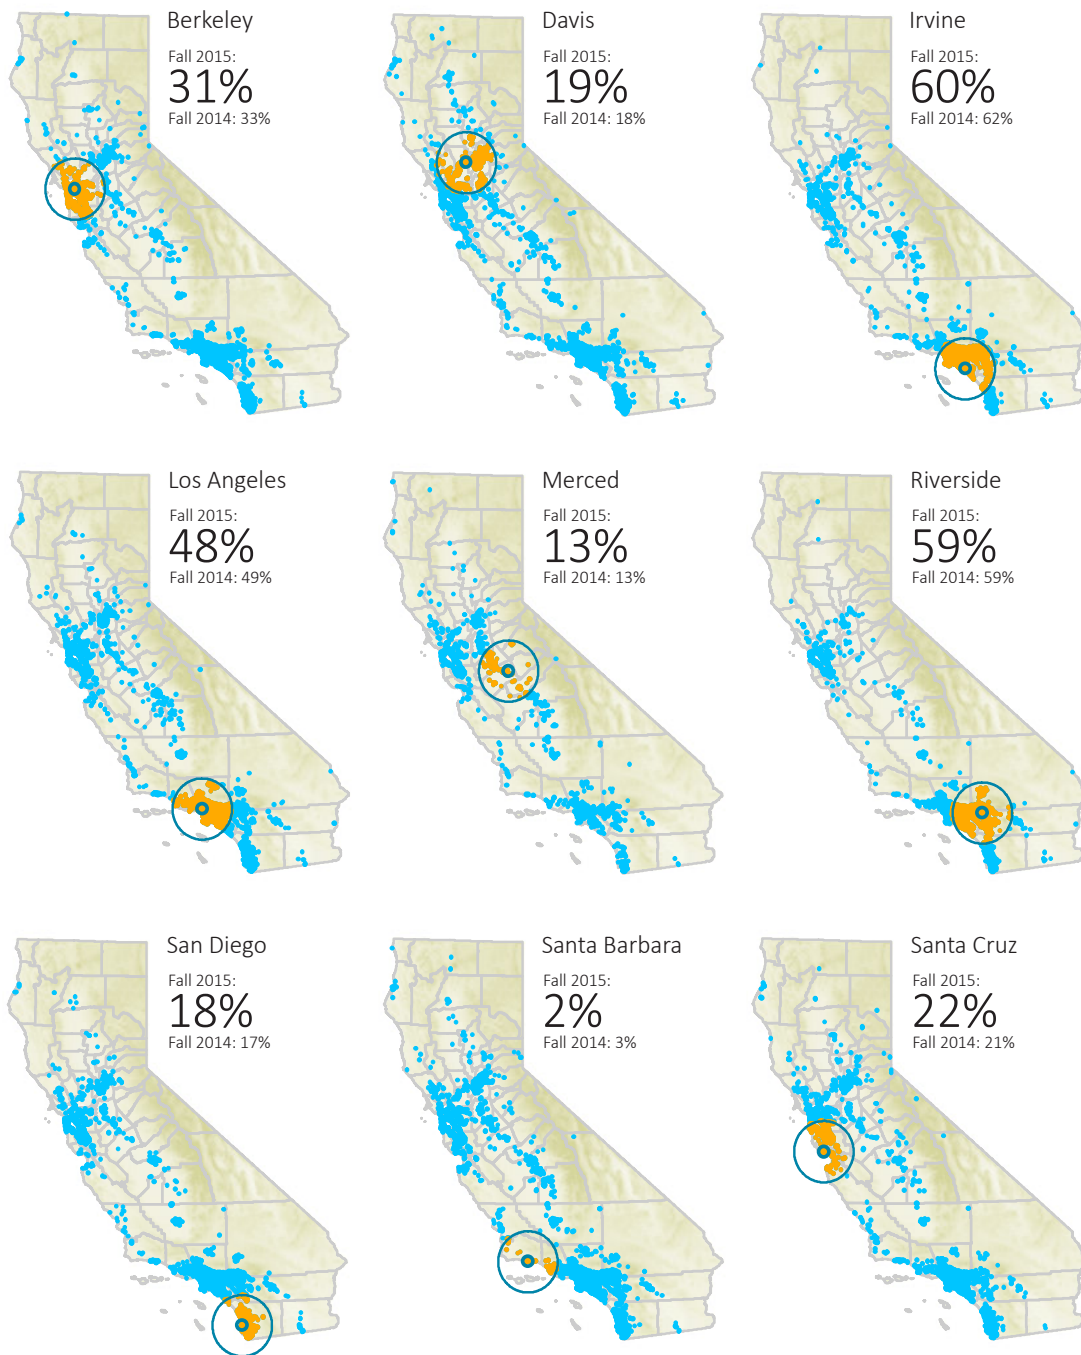 Berkeley
Fall 2015:
31%
Fall 2014: 33%
Davis
Fall 2015:
19%
Fall 2014: 18%
Irvine
Fall 2015:
60%
Fall 2014: 62%
Los Angeles
Fall 2015:
48%
Fall 2014: 49%
Merced
Fall 2015:
13%
Fall 2014: 13%
Riverside
Fall 2015:
59%
Fall 2014: 59%
San Diego
Fall 2015:
18%
Fall 2014: 17%
Santa Barbara
Fall 2015:
2%
Fall 2014: 3%
Santa Cruz
Fall 2015:
22%
Fall 2014: 21%